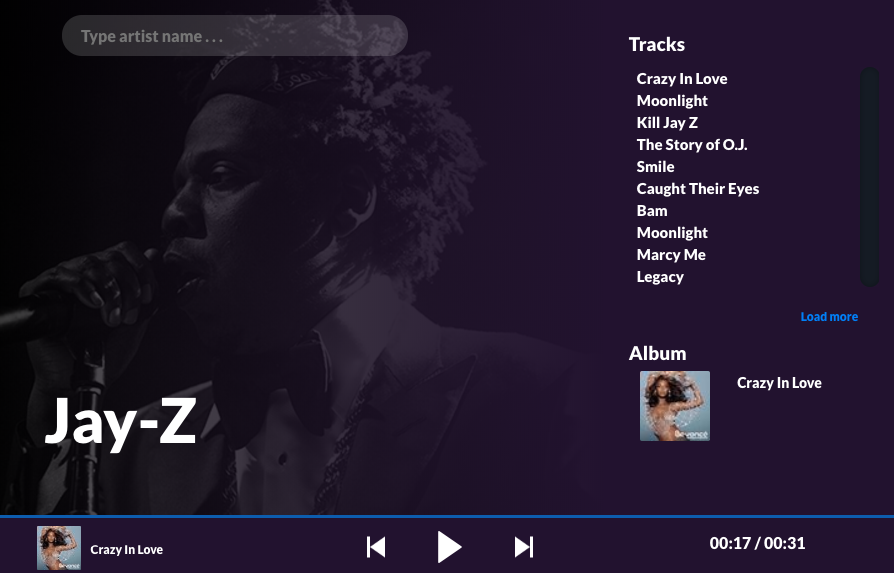 Type artist name . . .
Jay-Z
Tracks
Crazy In Love
Moonlight
Kill Jay Z
The Story of O.J.
Smile
Caught Their Eyes
Bam
Moonlight
Marcy Me
Legacy
Load more
Album
Beyoncé
Crazy In Love
Crazy In Love
00:17 / 00:31